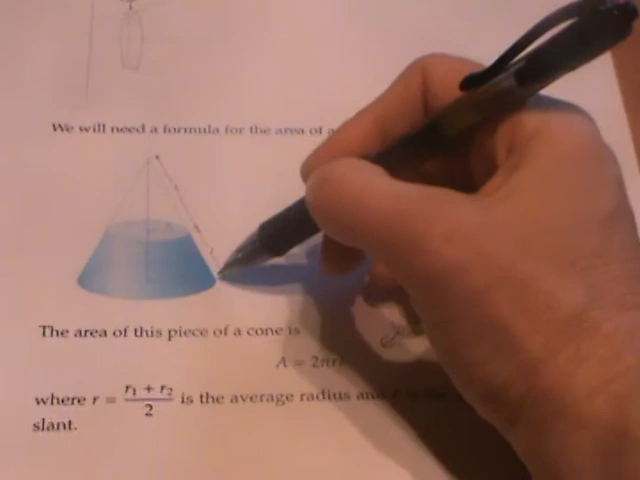 We will need a formula for the area of a
The area of this piece of a cone is
A = 2πr
where r = (r₁ + r₂)/2 is the average radius and
slant.